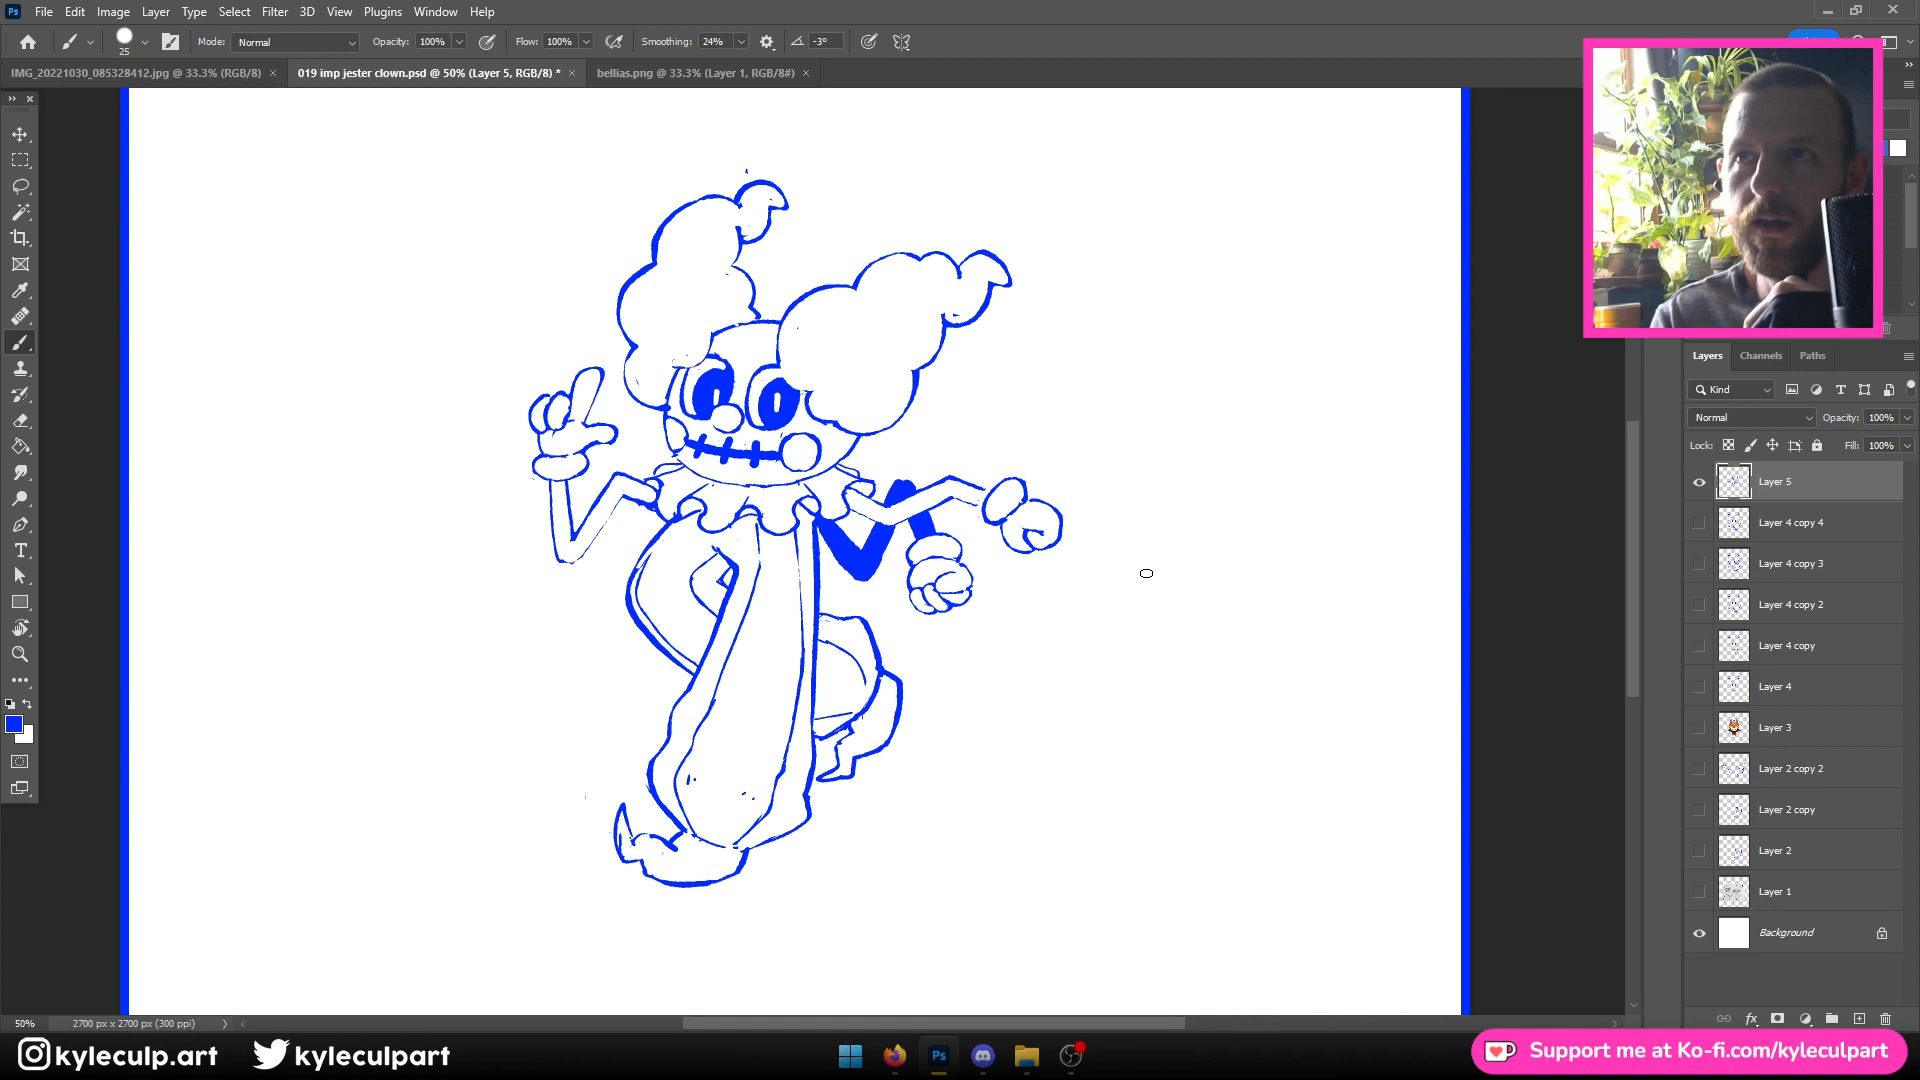 Ps File Edit Image Layer Type Select Filter 3D View Plugins Window Help
25 Mode: Normal Opacity: 100% Flow: 100% Smoothing: 24% -3°
IMG_20221030_085328412.jpg @ 33.3% (RGB/8) × 019 imp jester clown.psd @ 50% (Layer 5, RGB/8) * × bellias.png @ 33.3% (Layer 1, RGB/8#) ×
Layers Channels Paths
Kind
Normal Opacity: 100%
Lock: Fill: 100%
Layer 5
Layer 4 copy 4
Layer 4 copy 3
Layer 4 copy 2
Layer 4 copy
Layer 4
Layer 3
Layer 2 copy 2
Layer 2 copy
Layer 2
Layer 1
Background
50% 2700 px x 2700 px (300 ppi)
kyleculp.art kyleculpart
Ps
Support me at Ko-fi.com/kyleculpart